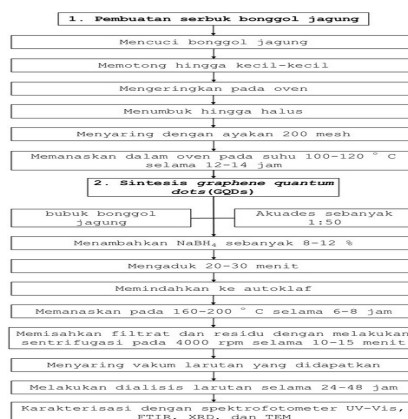 1. Pembuatan serbuk bonggol jagung
Mencuci bonggol jagung
Memotong hingga kecil-kecil
Mengeringkan pada oven
Menumbuk hingga halus
Menyaring dengan ayakan 200 mesh
Memanaskan dalam oven pada suhu 100-120 ° C
selama 12-14 jam
2. Sintesis graphene quantum
dots(GQDs)
bubuk bonggol
jagung
Akuades sebanyak
1:50
Menambahkan NaBH₄ sebanyak 8-12 %
Mengaduk 20-30 menit
Memindahkan ke autoklaf
Memanaskan pada 160-200 ° C selama 6-8 jam
Memisahkan filtrat dan residu dengan melakukan
sentrifugasi pada 4000 rpm selama 10-15 menit
Menyaring vakum larutan yang didapatkan
Melakukan dialisis larutan selama 24-48 jam
Karakterisasi dengan spektrofotometer UV-Vis,
FTIR, XRD, dan TEM